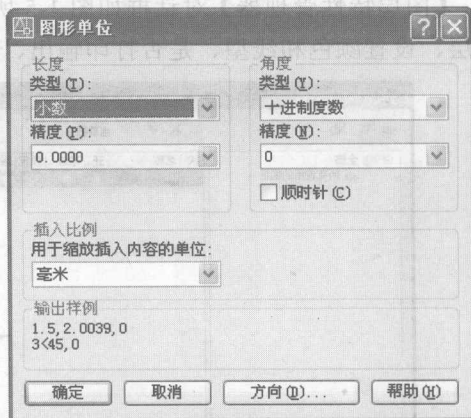 图形单位
长度
类型(T):
小数
精度(P):
0.0000
角度
类型(Y):
十进制度数
精度(N):
0
顺时针(C)
插入比例
用于缩放插入内容的单位:
毫米
输出样例
1.5,2.0039,0
3<45,0
确定 取消 方向(D)... 帮助(H)